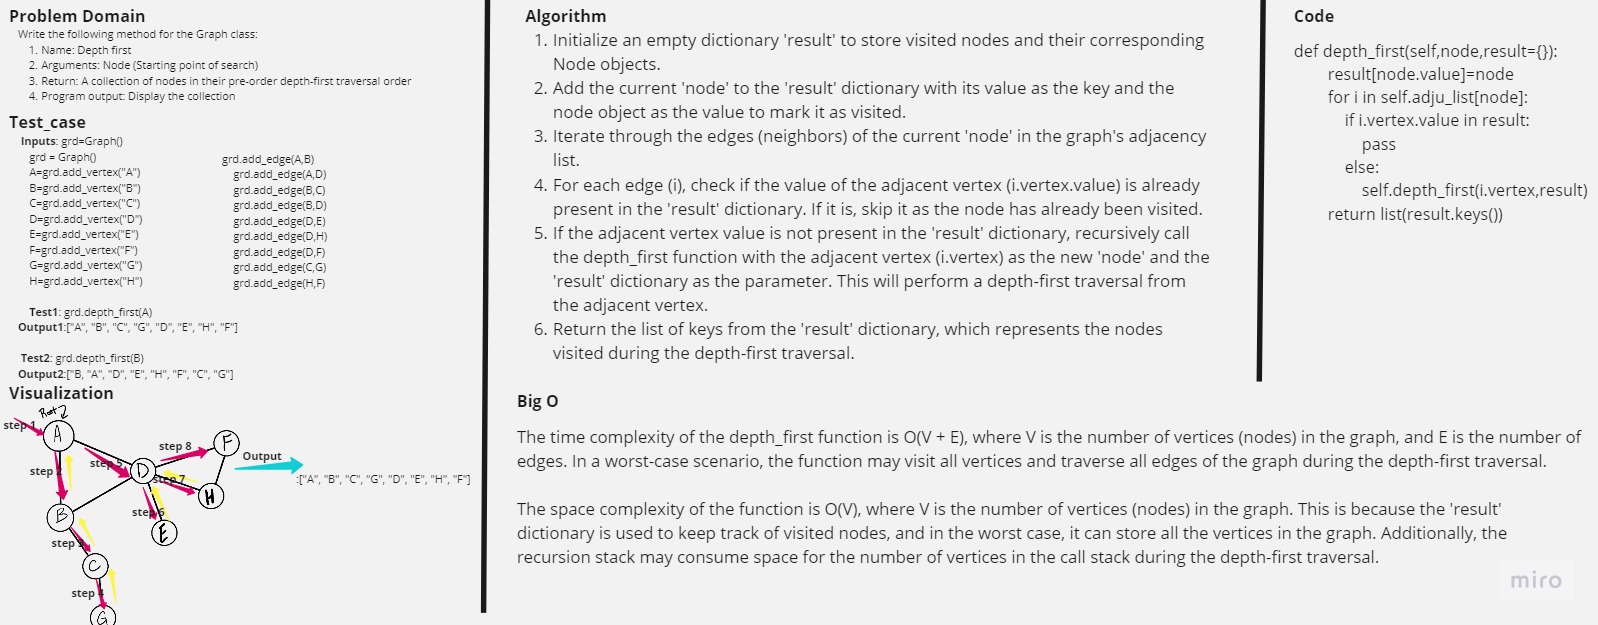 Problem Domain
Write the following method for the Graph class:
1. Name: Depth first
2. Arguments: Node (Starting point of search)
3. Return: A collection of nodes in their pre-order depth-first traversal order
4. Program output: Display the collection
Test_case
Inputs: grd=Graph()
grd = Graph()
A=grd.add_vertex("A")
B=grd.add_vertex("B")
C=grd.add_vertex("C")
D=grd.add_vertex("D")
E=grd.add_vertex("E")
F=grd.add_vertex("F")
G=grd.add_vertex("G")
H=grd.add_vertex("H")
grd.add_edge(A,B)
grd.add_edge(A,D)
grd.add_edge(B,C)
grd.add_edge(B,D)
grd.add_edge(D,E)
grd.add_edge(D,H)
grd.add_edge(D,F)
grd.add_edge(C,G)
grd.add_edge(H,F)
Test1: grd.depth_first(A)
Output1:["A", "B", "C", "G", "D", "E", "H", "F"]
Test2: grd.depth_first(B)
Output2:["B, "A", "D", "E", "H", "F", "C", "G"]
Visualization
step 1
A
step
step 5
D
step 8
F
Output
:["A", "B", "C", "G", "D", "E", "H", "F"]
step 7
H
B
step 6
E
step
C
step
G
Algorithm
1. Initialize an empty dictionary 'result' to store visited nodes and their corresponding
Node objects.
2. Add the current 'node' to the 'result' dictionary with its value as the key and the
node object as the value to mark it as visited.
3. Iterate through the edges (neighbors) of the current 'node' in the graph's adjacency
list.
4. For each edge (i), check if the value of the adjacent vertex (i.vertex.value) is already
present in the 'result' dictionary. If it is, skip it as the node has already been visited.
5. If the adjacent vertex value is not present in the 'result' dictionary, recursively call
the depth_first function with the adjacent vertex (i.vertex) as the new 'node' and the
'result' dictionary as the parameter. This will perform a depth-first traversal from
the adjacent vertex.
6. Return the list of keys from the 'result' dictionary, which represents the nodes
visited during the depth-first traversal.
Code
def depth_first(self,node,result={}):
result[node.value]=node
for i in self.adju_list[node]:
if i.vertex.value in result:
pass
else:
self.depth_first(i.vertex,result)
return list(result.keys())
Big O
The time complexity of the depth_first function is O(V + E), where V is the number of vertices (nodes) in the graph, and E is the number of
edges. In a worst-case scenario, the function may visit all vertices and traverse all edges of the graph during the depth-first traversal.
The space complexity of the function is O(V), where V is the number of vertices (nodes) in the graph. This is because the 'result'
dictionary is used to keep track of visited nodes, and in the worst case, it can store all the vertices in the graph. Additionally, the
recursion stack may consume space for the number of vertices in the call stack during the depth-first traversal.
miro